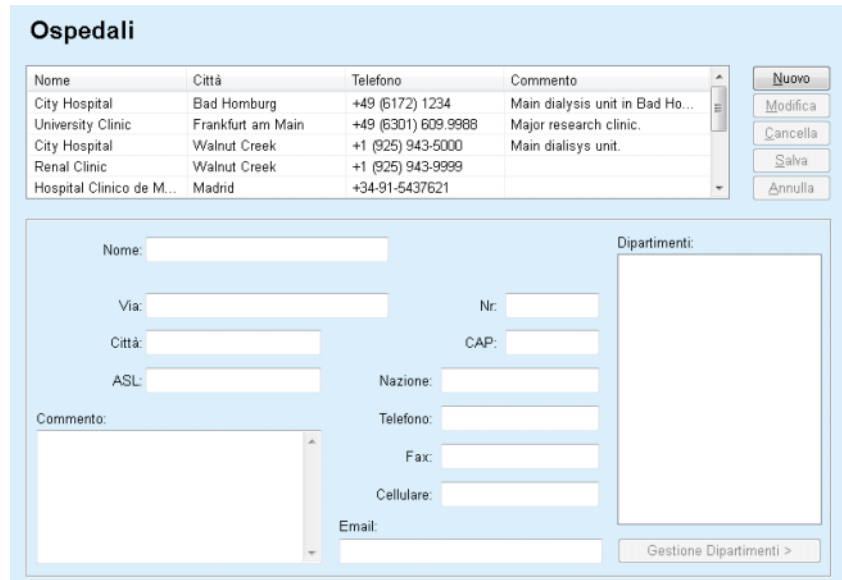 Ospedali
Nome Città Telefono Commento
City Hospital Bad Homburg +49 (6172) 1234 Main dialysis unit in Bad Ho...
University Clinic Frankfurt am Main +49 (6301) 609.9988 Major research clinic.
City Hospital Walnut Creek +1 (925) 943-5000 Main dialisys unit.
Renal Clinic Walnut Creek +1 (925) 943-9999
Hospital Clinico de M... Madrid +34-91-5437621
Nuovo
Modifica
Cancella
Salva
Annulla
Nome:
Via: Nr:
Città: CAP:
ASL: Nazione:
Commento: Telefono:
Fax:
Cellulare:
Email:
Dipartimenti:
Gestione Dipartimenti >